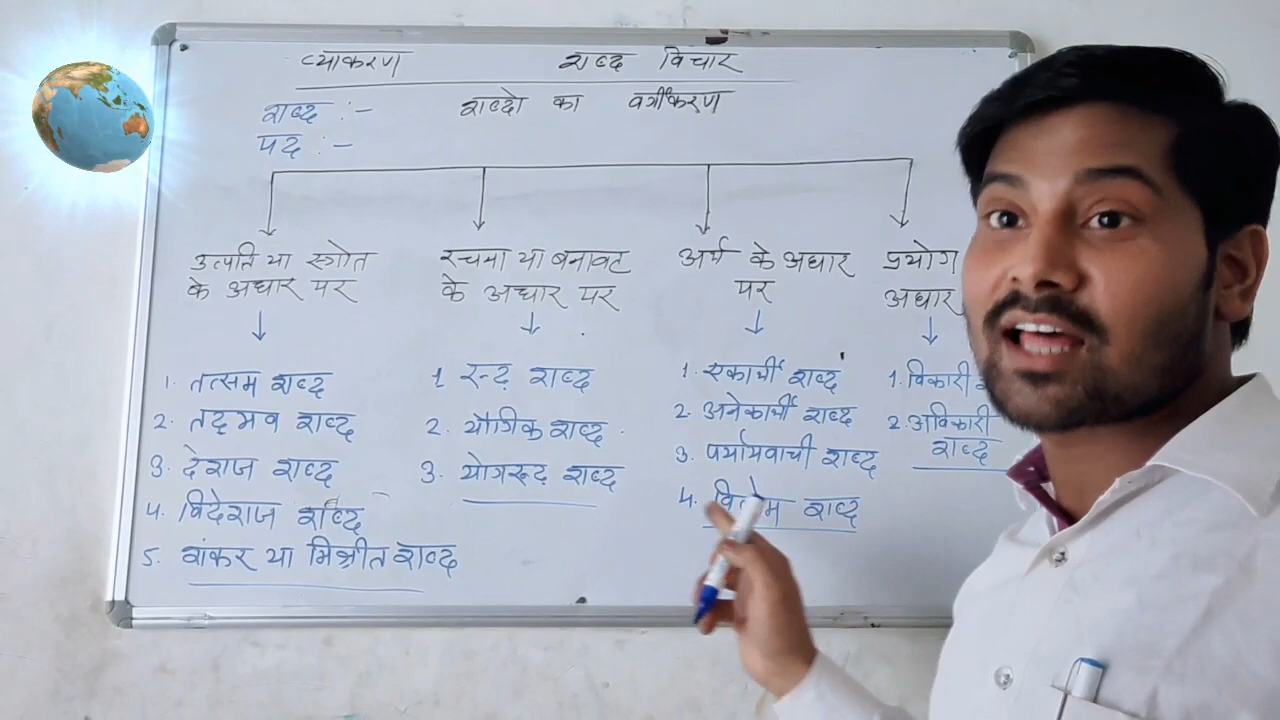 व्याकरण शब्द विचार
शब्द :- शब्दो का वर्गीकरण
पद :-
उत्पति या स्त्रोत
के अधार पर
1. तत्सम शब्द
2. तद्भव शब्द
3. देशज शब्द
4. विदेशज शब्द
5. शंकर या मिश्रीत शब्द
रचना या बनावट
के अधार पर
1 रूढ़ शब्द
2. यौगिक शब्द
3. योगरूढ़ शब्द
अर्थ के अधार
पर
1. एकार्थी शब्द
2. अनेकार्थी शब्द
3. पर्यायवाची शब्द
4. शब्द
प्रयोग
अधार
1. विकारी
2. अविकारी
शब्द